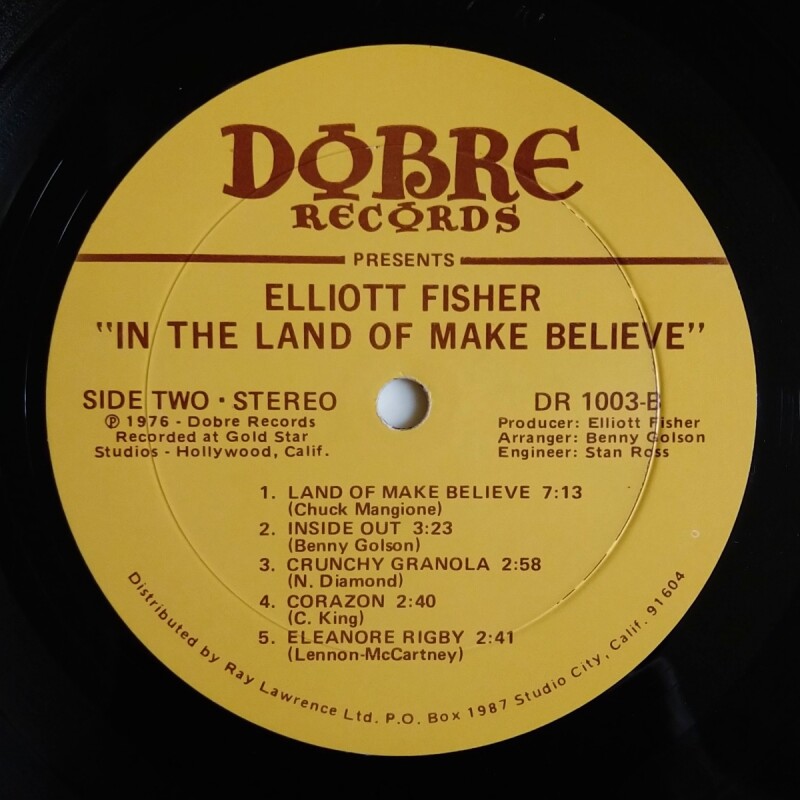 DOBRE
RECORDS
PRESENTS
ELLIOTT FISHER
"IN THE LAND OF MAKE BELIEVE"
SIDE TWO • STEREO
℗ 1976 - Dobre Records
Recorded at Gold Star
Studios - Hollywood, Calif.
DR 1003-B
Producer: Elliott Fisher
Arranger: Benny Golson
Engineer: Stan Ross
1. LAND OF MAKE BELIEVE 7:13
(Chuck Mangione)
2. INSIDE OUT 3:23
(Benny Golson)
3. CRUNCHY GRANOLA 2:58
(N. Diamond)
4. CORAZON 2:40
(C. King)
5. ELEANORE RIGBY 2:41
(Lennon-McCartney)
Distributed by Ray Lawrence Ltd. P.O. Box 1987 Studio City, Calif. 91604